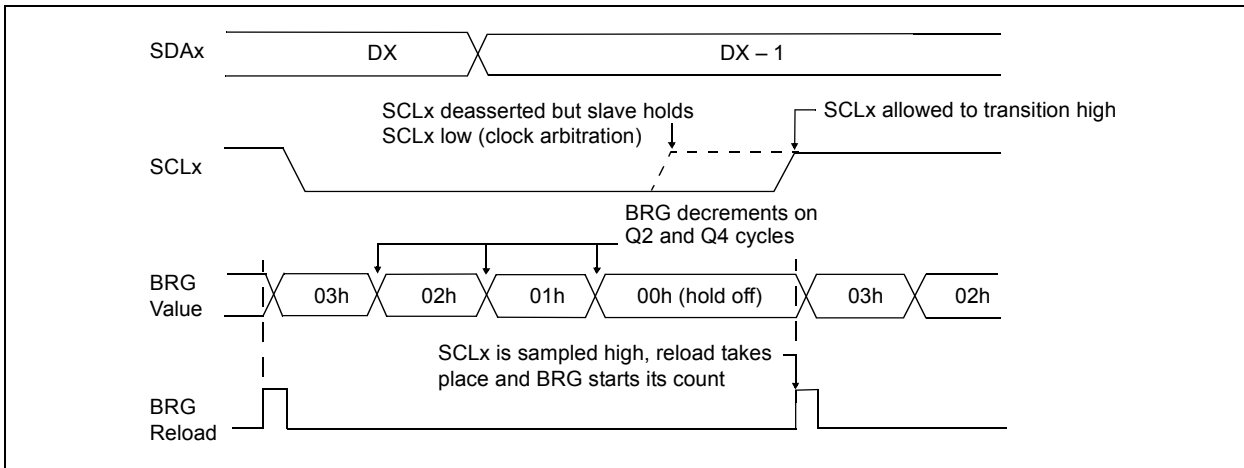 SDAx
DX
DX – 1
SCLx deasserted but slave holds
SCLx low (clock arbitration)
SCLx allowed to transition high
SCLx
BRG decrements on
Q2 and Q4 cycles
BRG
Value
03h
02h
01h
00h (hold off)
03h
02h
SCLx is sampled high, reload takes
place and BRG starts its count
BRG
Reload